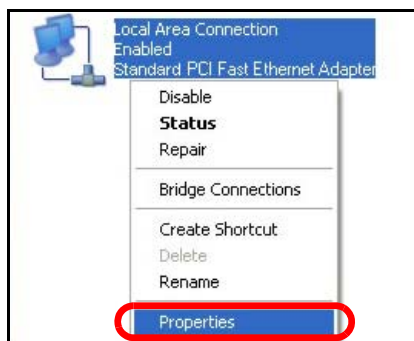 Local Area Connection
Enabled
Standard PCI Fast Ethernet Adapter
Disable
Status
Repair
Bridge Connections
Create Shortcut
Delete
Rename
Properties